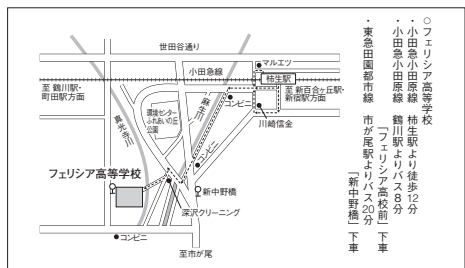 ○フェリシア高等学校
・小田急小田原線 柿生駅より徒歩12分
・小田急小田原線 鶴川駅よりバス8分
「フェリシア高校前」下車
・東急田園都市線 市が尾駅よりバス20分
「新中野橋」下車
世田谷通り
マルエツ
小田急線
柿生駅
至 鶴川駅・
町田駅方面
至 新百合ヶ丘駅・
新宿駅方面
コンビニ
川崎信金
麻生川
環境センター
ふれあいの丘
公園
真光寺川
コンビニ
フェリシア高等学校
新中野橋
深沢クリーニング
コンビニ
至市が尾